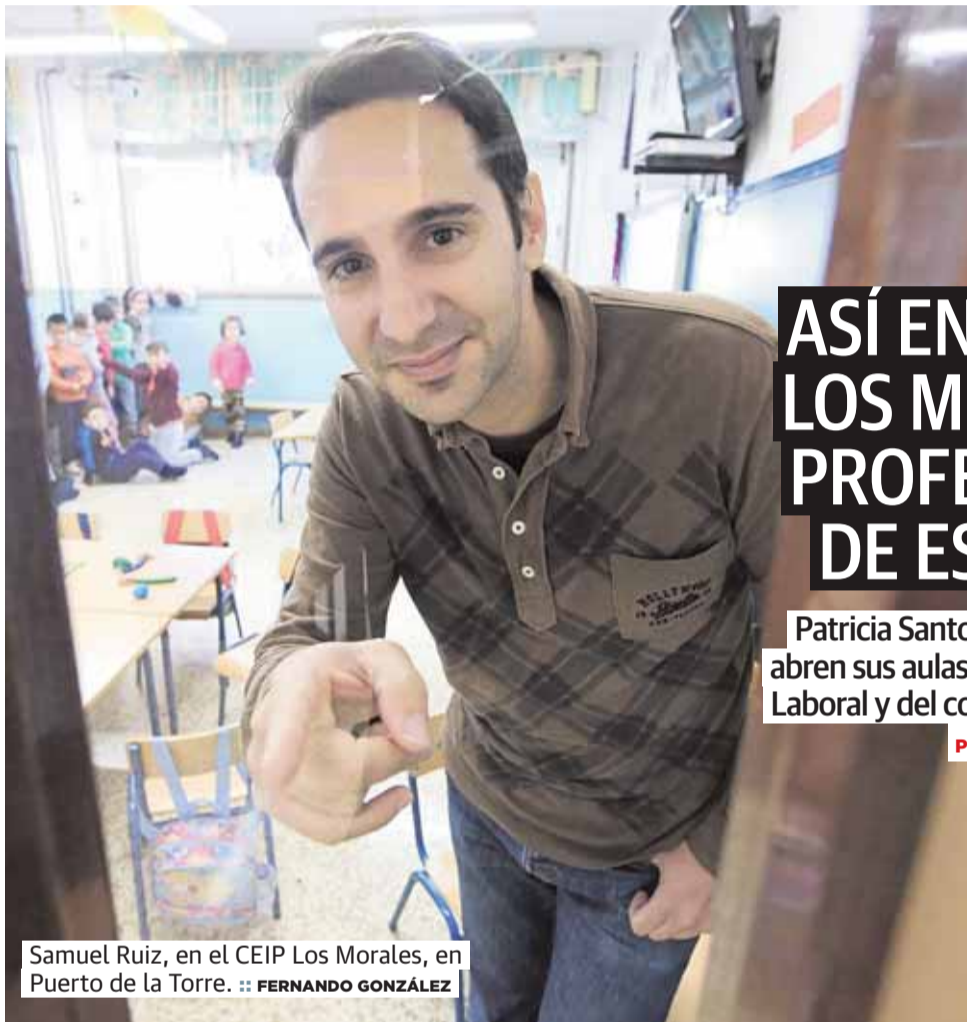 ASÍ EN
LOS M
PROFE
DE ES
Patricia Santo
abren sus aulas
Laboral y del co
P
Samuel Ruiz, en el CEIP Los Morales, en
Puerto de la Torre. :: FERNANDO GONZÁLEZ